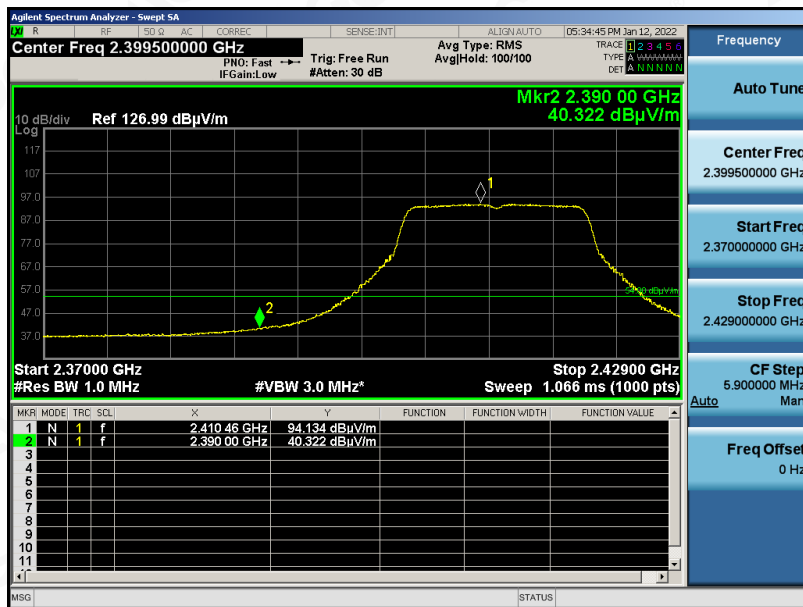 Agilent Spectrum Analyzer - Swept SA
LXI R RF 50 Ω AC CORREC SENSE:INT ALIGN AUTO 05:34:45 PM Jan 12, 2022
Center Freq 2.399500000 GHz
PNO: Fast
IFGain:Low
Trig: Free Run
#Atten: 30 dB
Avg Type: RMS
Avg|Hold: 100/100
TRACE 1 2 3 4 5 6
TYPE A WWWWW
DET A N N N N N
Mkr2 2.390 00 GHz
40.322 dBµV/m
10 dB/div Ref 126.99 dBµV/m
Log
117
107
97.0
87.0
77.0
67.0
57.0
47.0
37.0
1
2
54.00 dBµV/m
Start 2.37000 GHz Stop 2.42900 GHz
#Res BW 1.0 MHz #VBW 3.0 MHz* Sweep 1.066 ms (1000 pts)
MKR MODE TRC SCL X Y FUNCTION FUNCTION WIDTH FUNCTION VALUE
1 N 1 f 2.410 46 GHz 94.134 dBµV/m
2 N 1 f 2.390 00 GHz 40.322 dBµV/m
3
4
5
6
7
8
9
10
11
MSG STATUS
Frequency
Auto Tune
Center Freq
2.399500000 GHz
Start Freq
2.370000000 GHz
Stop Freq
2.429000000 GHz
CF Step
5.900000 MHz
Auto Man
Freq Offset
0 Hz